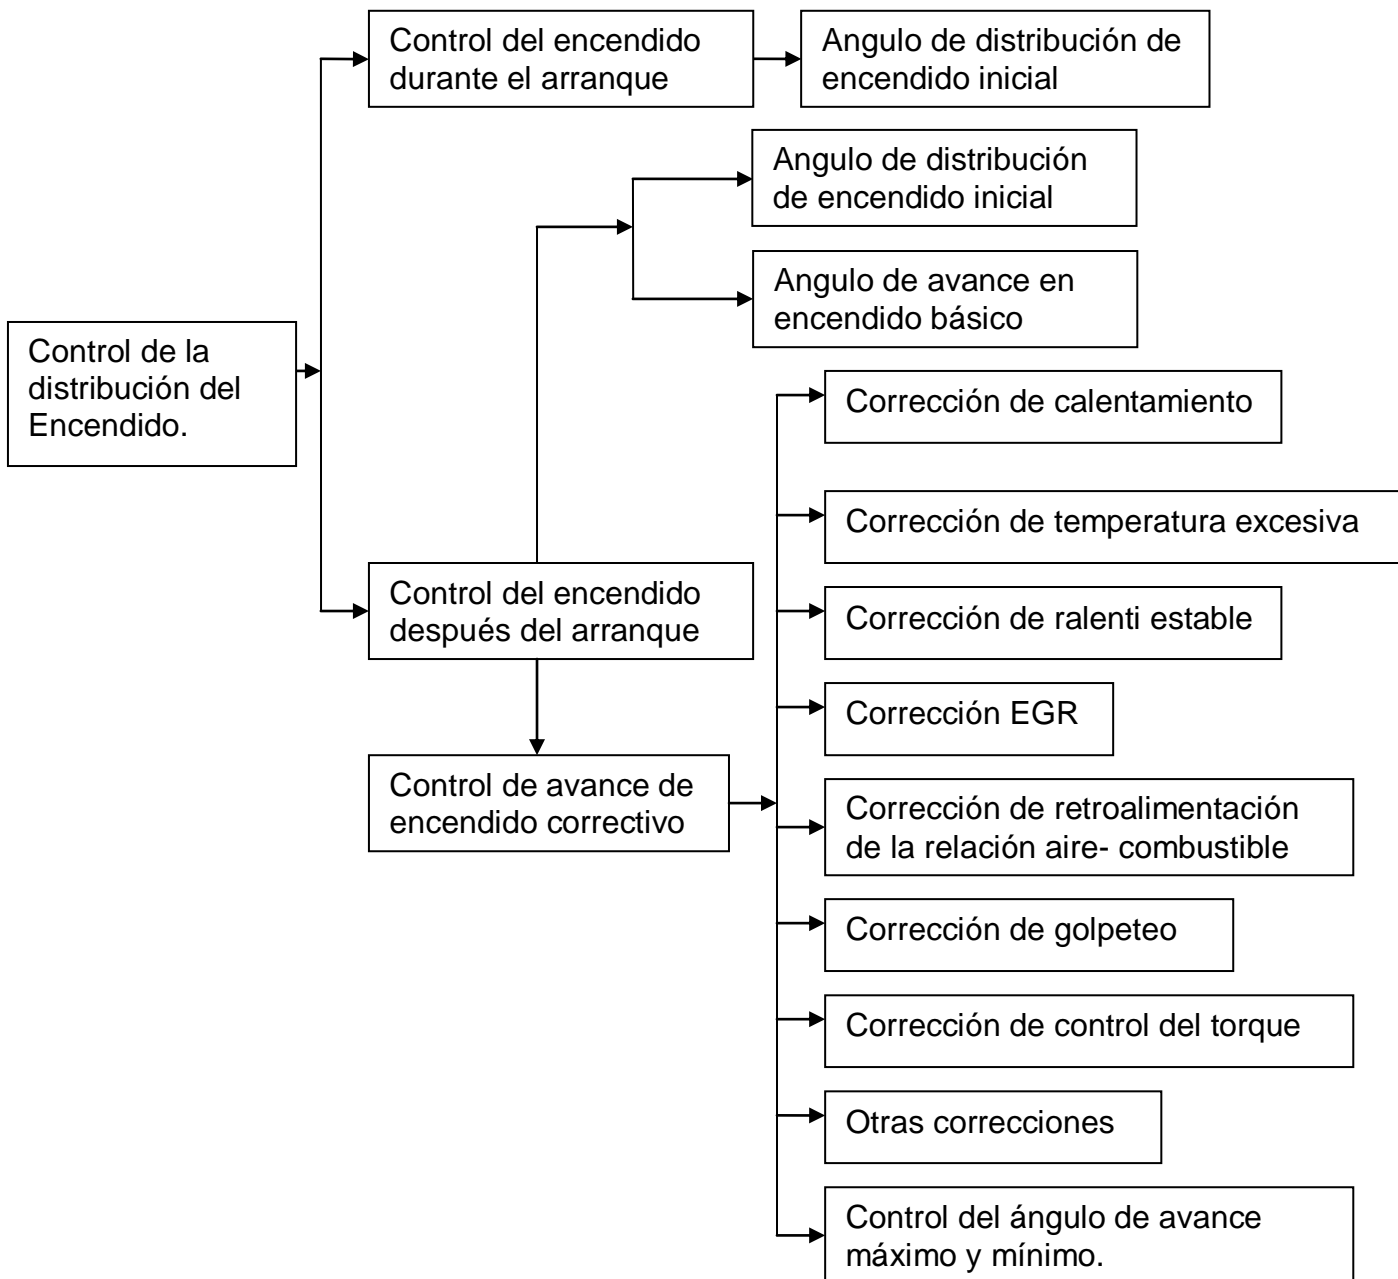 Control del encendido
durante el arranque
Angulo de distribución de
encendido inicial
Angulo de distribución
de encendido inicial
Angulo de avance en
encendido básico
Control de la
distribución del
Encendido.
Corrección de calentamiento
Corrección de temperatura excesiva
Control del encendido
después del arranque
Corrección de ralenti estable
Corrección EGR
Control de avance de
encendido correctivo
Corrección de retroalimentación
de la relación aire- combustible
Corrección de golpeteo
Corrección de control del torque
Otras correcciones
Control del ángulo de avance
máximo y mínimo.